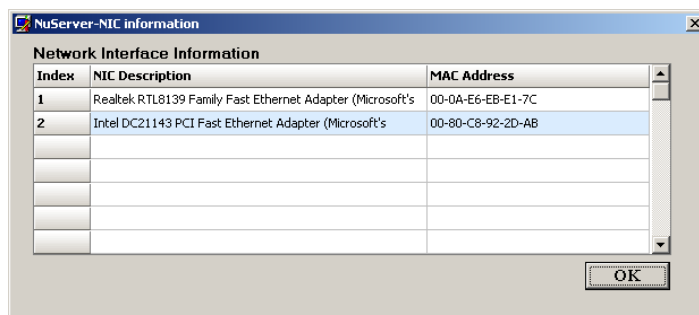 NuServer-NIC information
Network Interface Information
Index NIC Description MAC Address
1 Realtek RTL8139 Family Fast Ethernet Adapter (Microsoft's 00-0A-E6-EB-E1-7C
2 Intel DC21143 PCI Fast Ethernet Adapter (Microsoft's 00-80-C8-92-2D-AB
OK